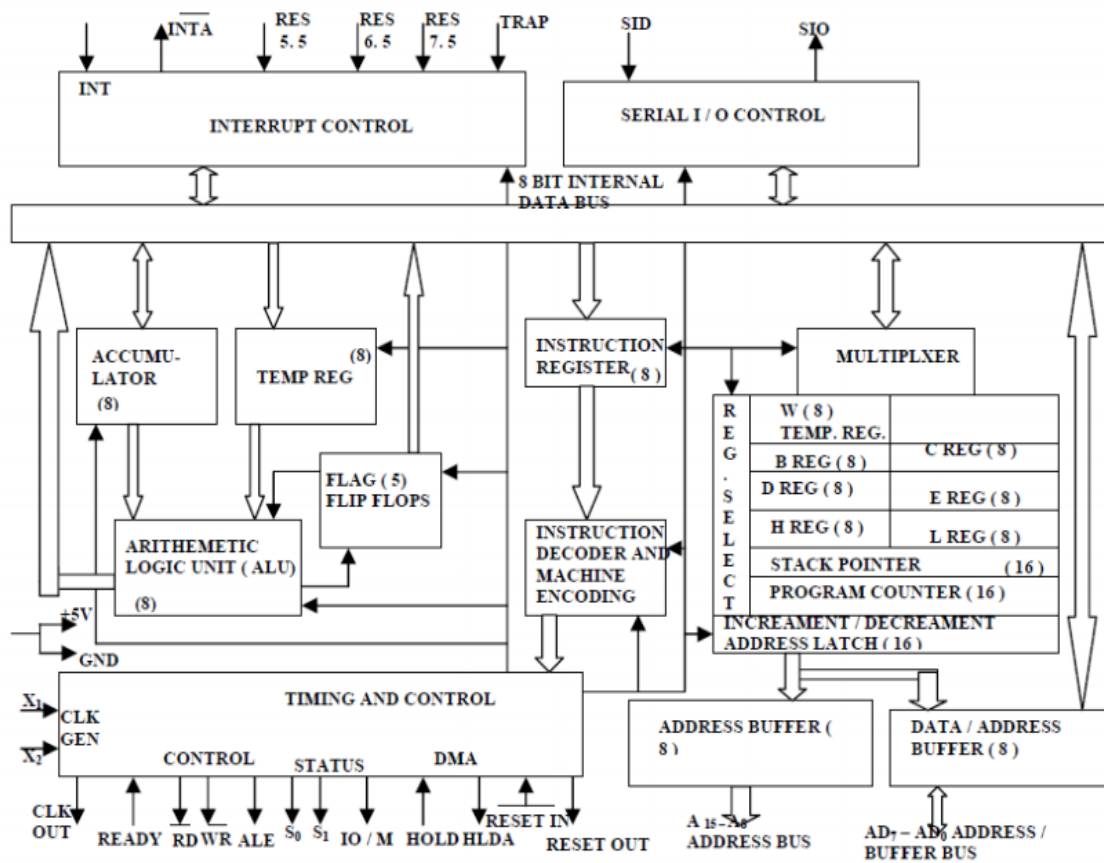 INTA
RES
5. 5
RES
6. 5
RES
7. 5
TRAP
SID
SIO
INT
INTERRUPT CONTROL
SERIAL I / O CONTROL
8 BIT INTERNAL
DATA BUS
ACCUMU-
LATOR
(8)
(8)
TEMP REG
INSTRUCTION
REGISTER ( 8 )
MULTIPLXER
REG. SELECT
W ( 8 )
TEMP. REG.
B REG ( 8 )
C REG ( 8 )
D REG ( 8 )
E REG ( 8 )
H REG ( 8 )
L REG ( 8 )
STACK POINTER ( 16 )
PROGRAM COUNTER ( 16 )
INCREAMENT / DECREAMENT
ADDRESS LATCH ( 16 )
FLAG ( 5 )
FLIP FLOPS
ARITHEMETIC
LOGIC UNIT ( ALU)
(8)
INSTRUCTION
DECODER AND
MACHINE
ENCODING
+5V
GND
TIMING AND CONTROL
X1
CLK
GEN
X2
CONTROL
STATUS
DMA
ADDRESS BUFFER (
8 )
DATA / ADDRESS
BUFFER ( 8 )
CLK
OUT
READY
RD
WR
ALE
S0
S1
IO / M
HOLD
HLDA
RESET IN
RESET OUT
A 15 – A8
ADDRESS BUS
AD7 – AD0 ADDRESS /
BUFFER BUS